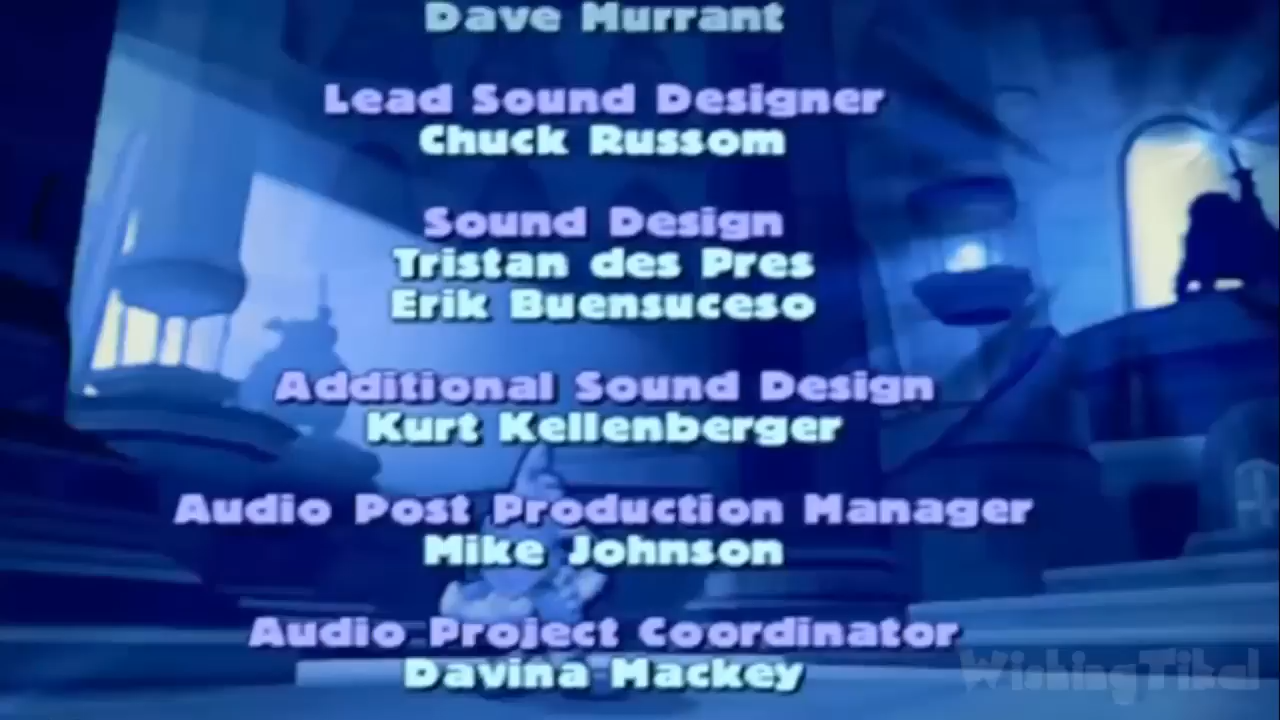 Dave Murrant
Lead Sound Designer
Chuck Russom
Sound Design
Tristan des Pres
Erik Buensuceso
Additional Sound Design
Kurt Kellenberger
Audio Post Production Manager
Mike Johnson
Audio Project Coordinator
Davina Mackey
WishingTikal